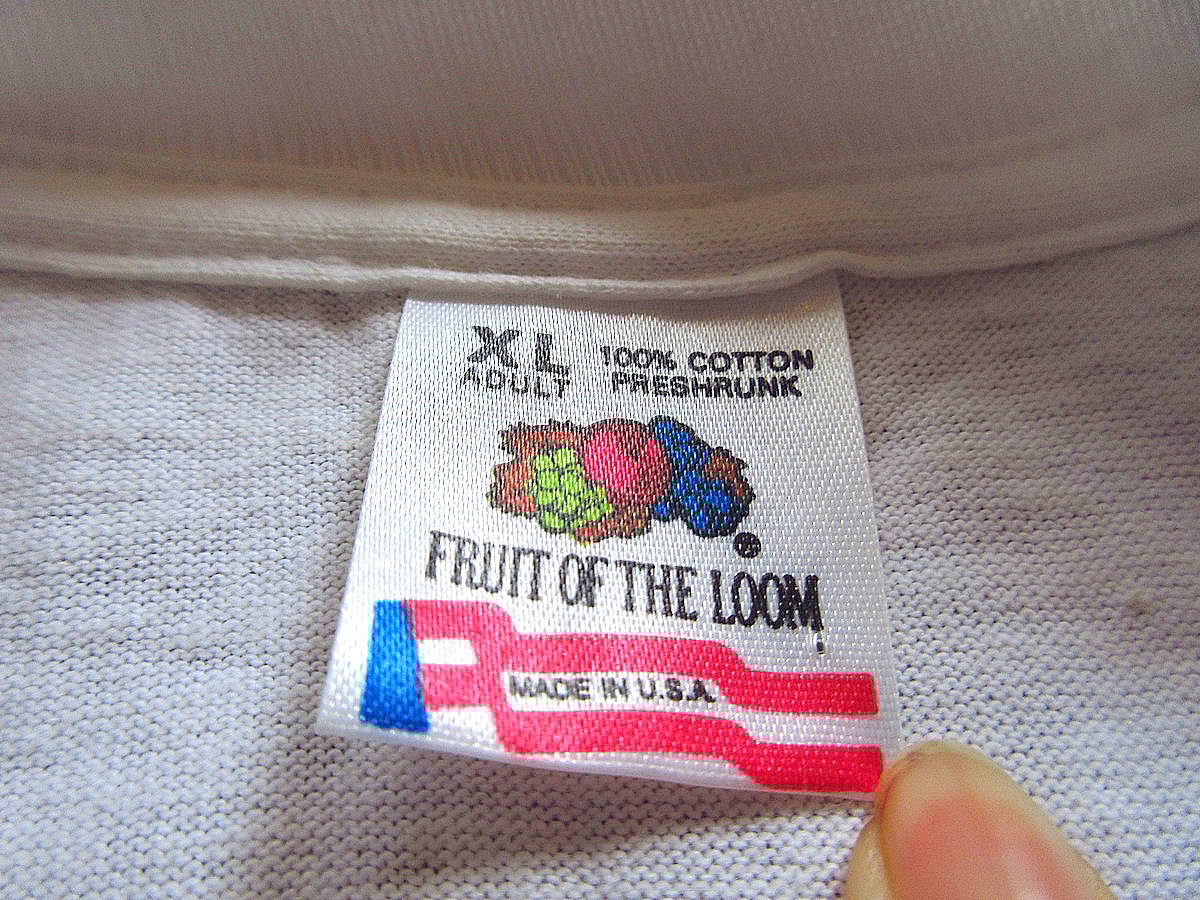 XL
ADULT
100% COTTON
PRESHRUNK
®
FRUIT OF THE LOOM
MADE IN U.S.A.